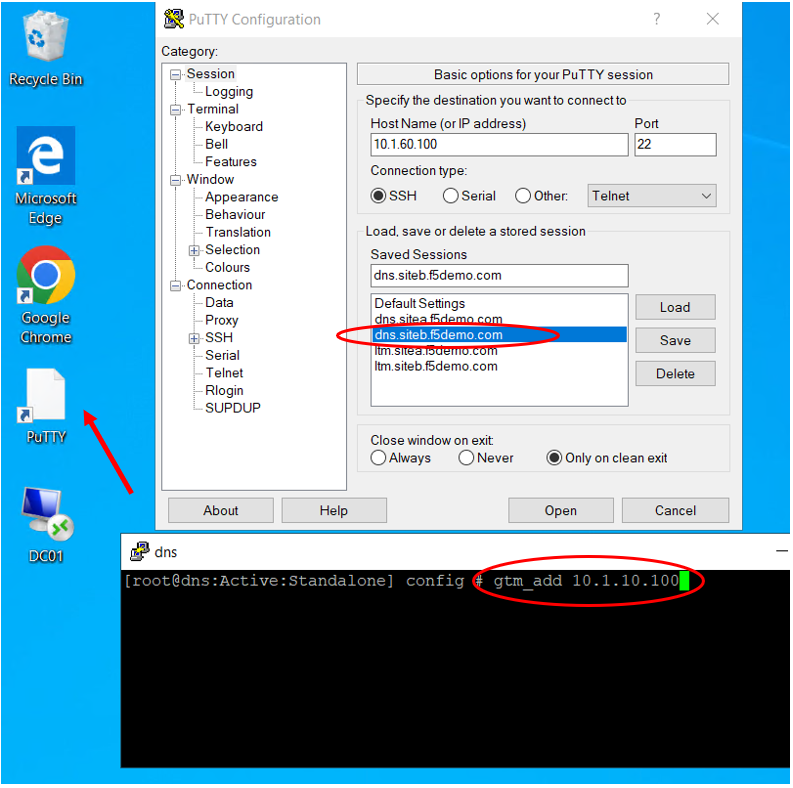 Recycle Bin
Microsoft
Edge
Google
Chrome
PuTTY
DC01
PuTTY Configuration
?
Category:
Session
Logging
Terminal
Keyboard
Bell
Features
Window
Appearance
Behaviour
Translation
Selection
Colours
Connection
Data
Proxy
SSH
Serial
Telnet
Rlogin
SUPDUP
Basic options for your PuTTY session
Specify the destination you want to connect to
Host Name (or IP address) Port
10.1.60.100 22
Connection type:
SSH Serial Other: Telnet
Load, save or delete a stored session
Saved Sessions
dns.siteb.f5demo.com
Default Settings
dns.sitea.f5demo.com
dns.siteb.f5demo.com
ltm.sitea.f5demo.com
ltm.siteb.f5demo.com
Load
Save
Delete
Close window on exit:
Always Never Only on clean exit
About Help Open Cancel
dns
[root@dns:Active:Standalone] config # gtm_add 10.1.10.100